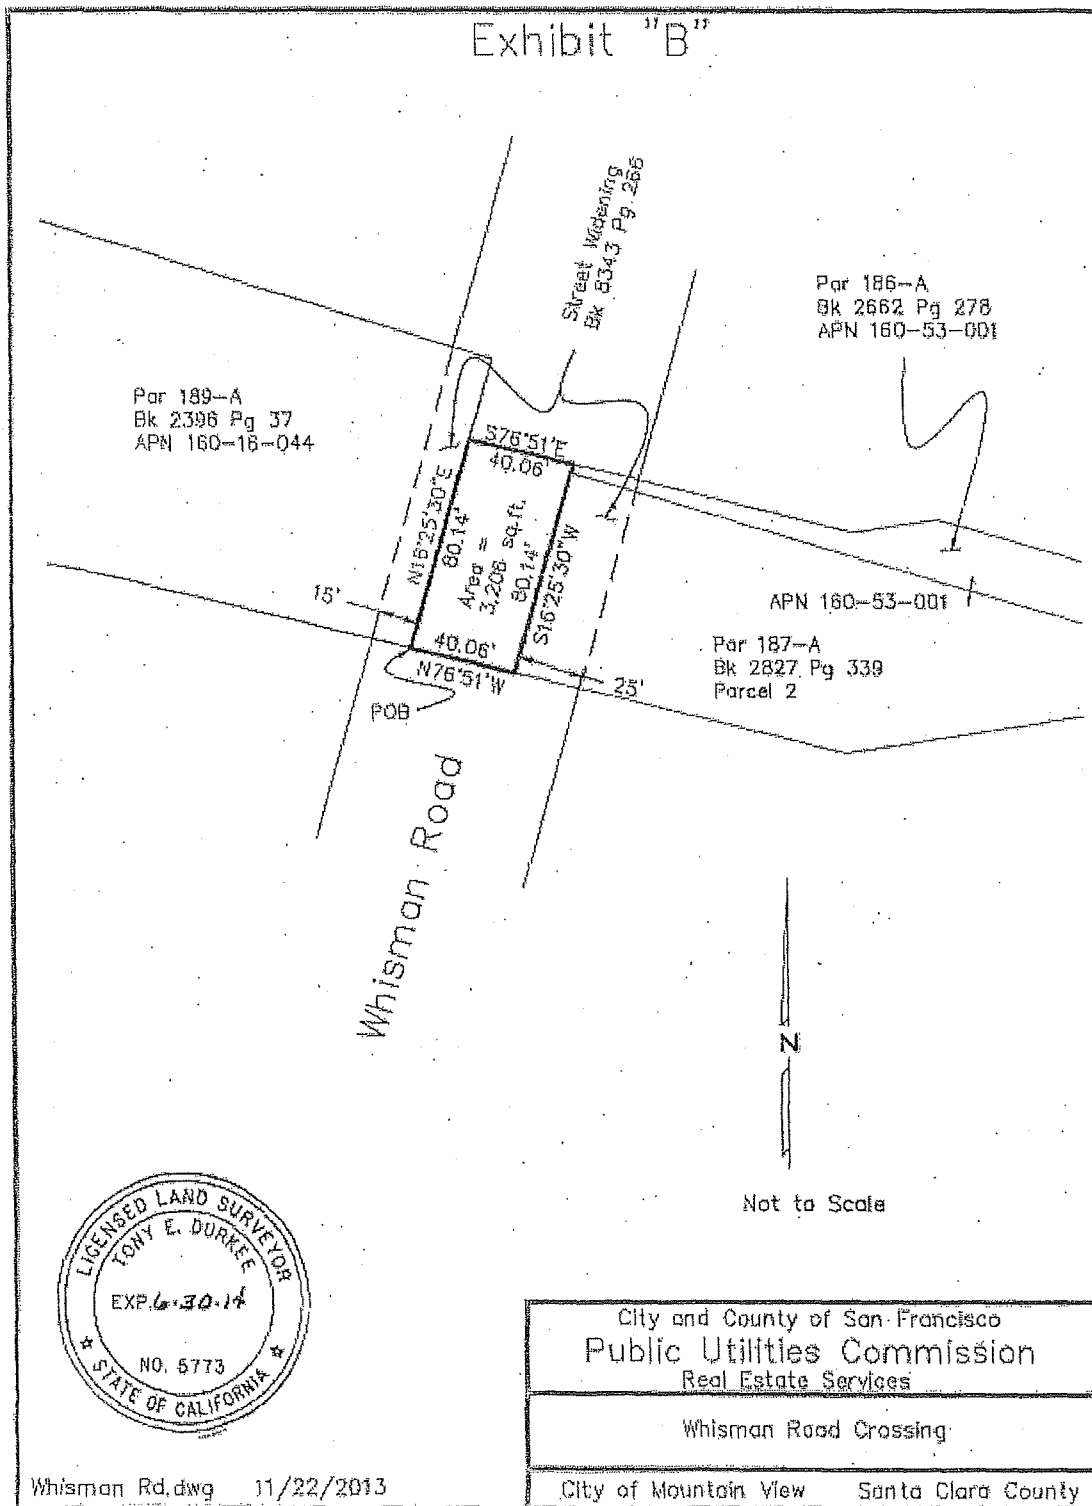 Exhibit "B"
Street Widening
Bk 8343 Pg. 266
Par 186-A
Bk 2662 Pg 278
APN 160-53-001
Par 189-A
Bk 2396 Pg 37
APN 160-16-044
S76°51'E
40.06'
N16°25'30"E
80.14'
Area =
3,206 sq.ft.
80.14'
S16°25'30"W
15'
40.06'
N76°51'W
25'
POB
APN 160-53-001
Par 187-A
Bk 2827 Pg 339
Parcel 2
Whisman Road
N
Not to Scale
LICENSED LAND SURVEYOR
TONY E. DURKEE
EXP. 6-30-14
NO. 5773
STATE OF CALIFORNIA
City and County of San Francisco
Public Utilities Commission
Real Estate Services
Whisman Road Crossing
City of Mountain View Santa Clara County
Whisman Rd.dwg 11/22/2013